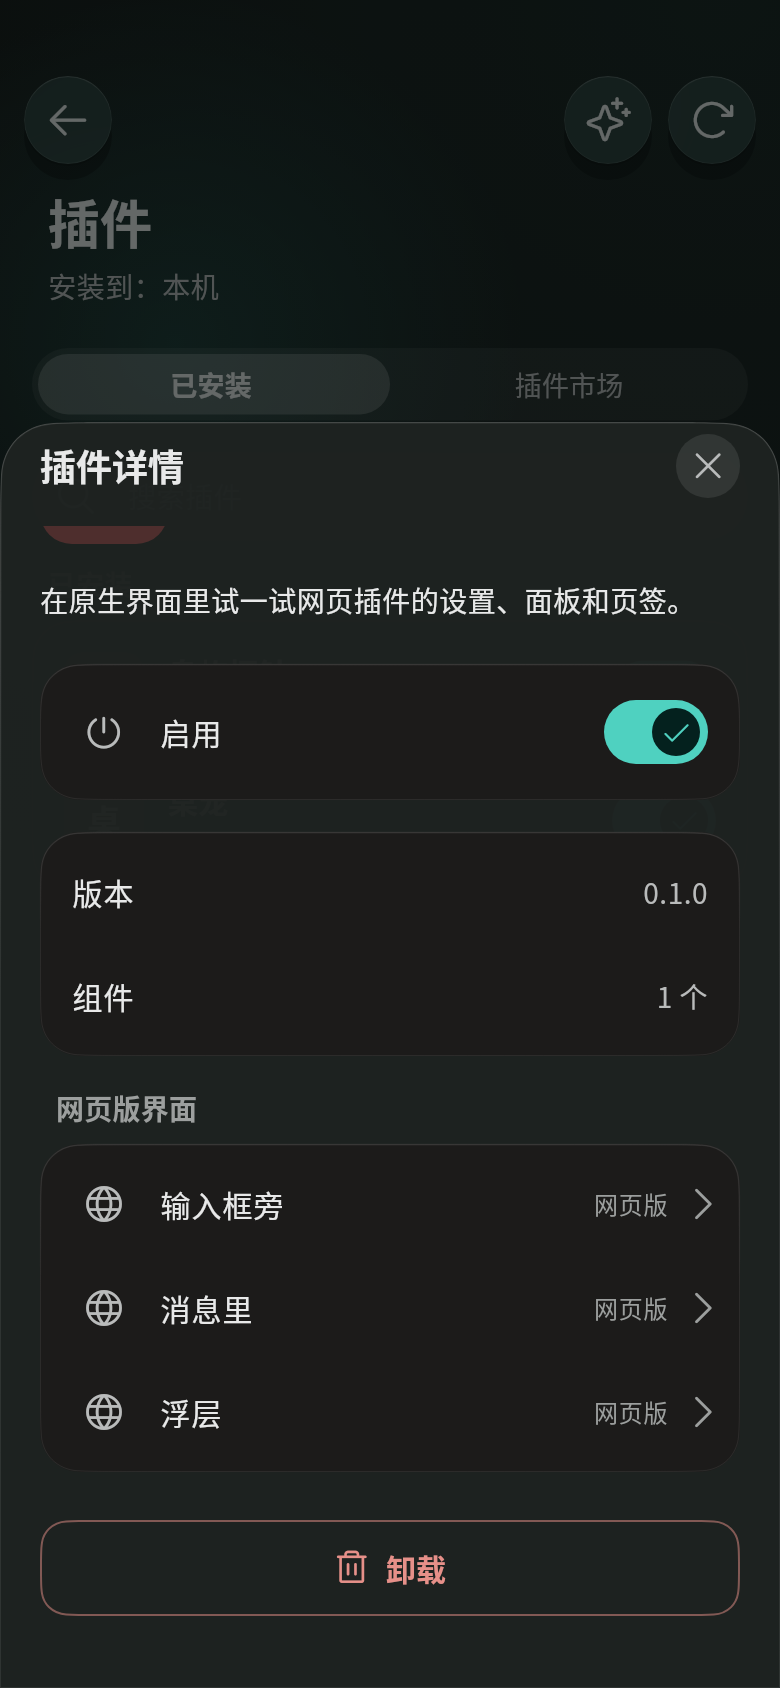 插件
安装到：本机
已安装
插件市场
插件详情
在原生界面里试一试网页插件的设置、面板和页签。
启用
版本
0.1.0
组件
1 个
网页版界面
输入框旁
网页版
消息里
网页版
浮层
网页版
卸载